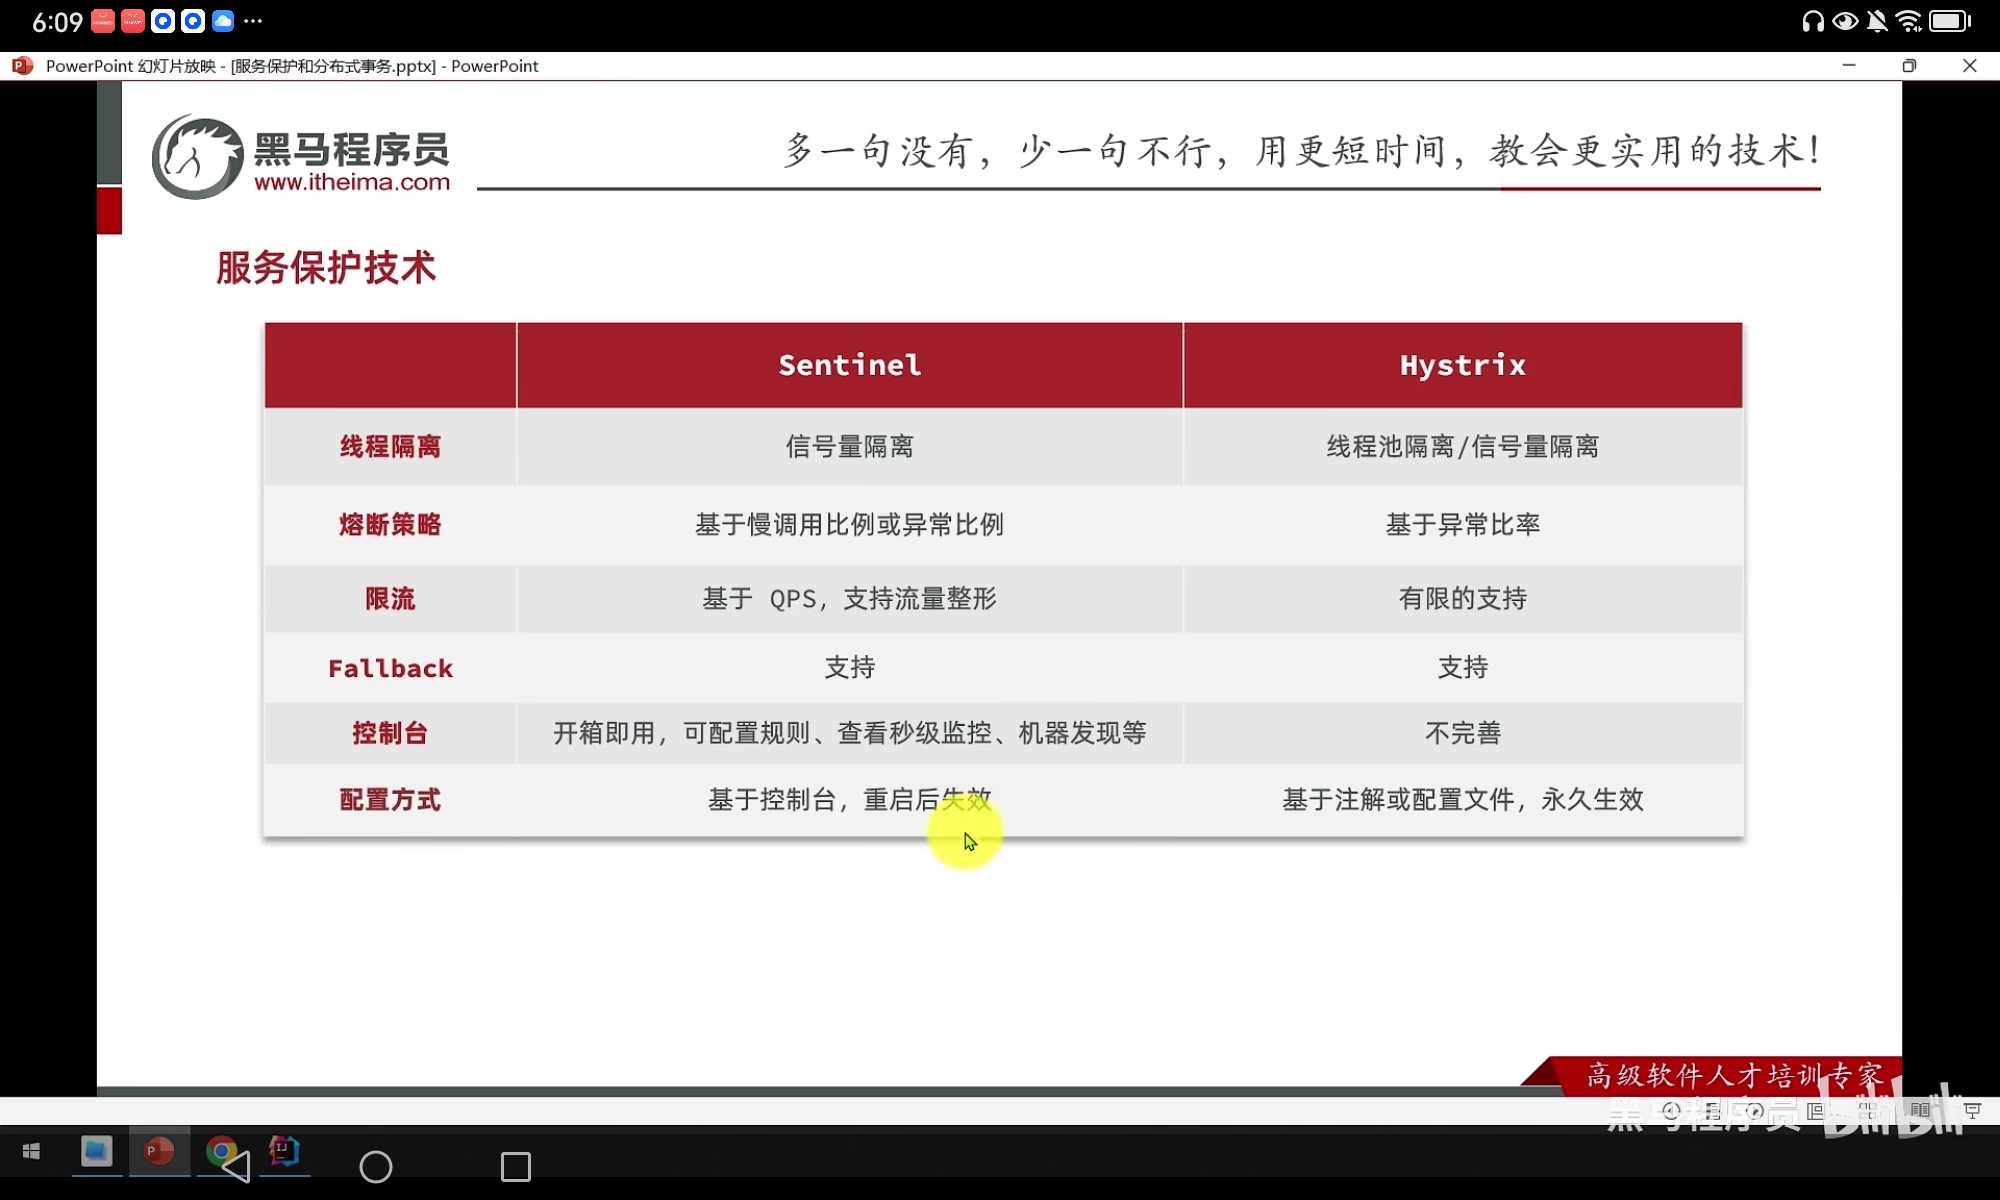 6:09
PowerPoint 幻灯片放映 - [服务保护和分布式事务.pptx] - PowerPoint
黑马程序员
www.itheima.com
多一句没有，少一句不行，用更短时间，教会更实用的技术！
服务保护技术
Sentinel Hystrix
线程隔离 信号量隔离 线程池隔离/信号量隔离
熔断策略 基于慢调用比例或异常比例 基于异常比率
限流 基于 QPS，支持流量整形 有限的支持
Fallback 支持 支持
控制台 开箱即用，可配置规则、查看秒级监控、机器发现等 不完善
配置方式 基于控制台，重启后失效 基于注解或配置文件，永久生效
高级软件人才培训专家
黑马程序员 bilibili